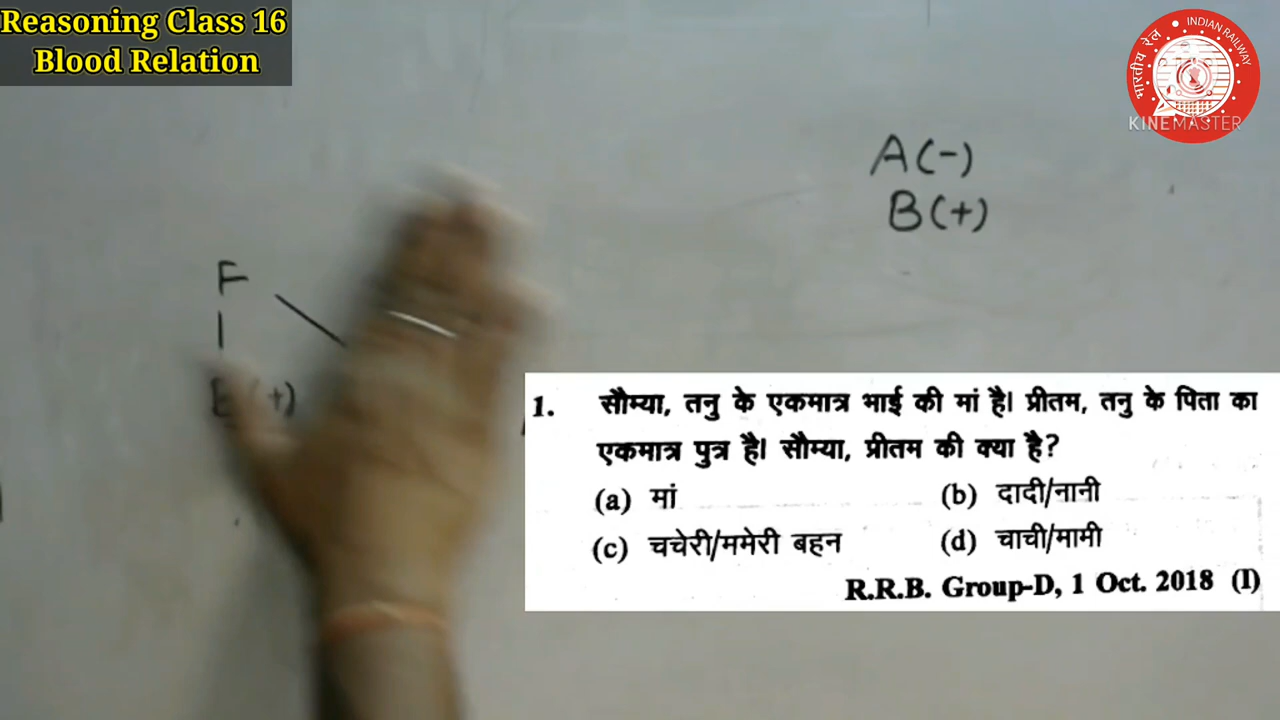 Reasoning Class 16
Blood Relation
भारतीय रेल
INDIAN RAILWAY
KINEMASTER
A(-)
B(+)
F
(+)
1. सौम्या, तनु के एकमात्र भाई की मां है। प्रीतम, तनु के पिता का
एकमात्र पुत्र है। सौम्या, प्रीतम की क्या है?
(a) मां (b) दादी/नानी
(c) चचेरी/ममेरी बहन (d) चाची/मामी
R.R.B. Group-D, 1 Oct. 2018 (I)